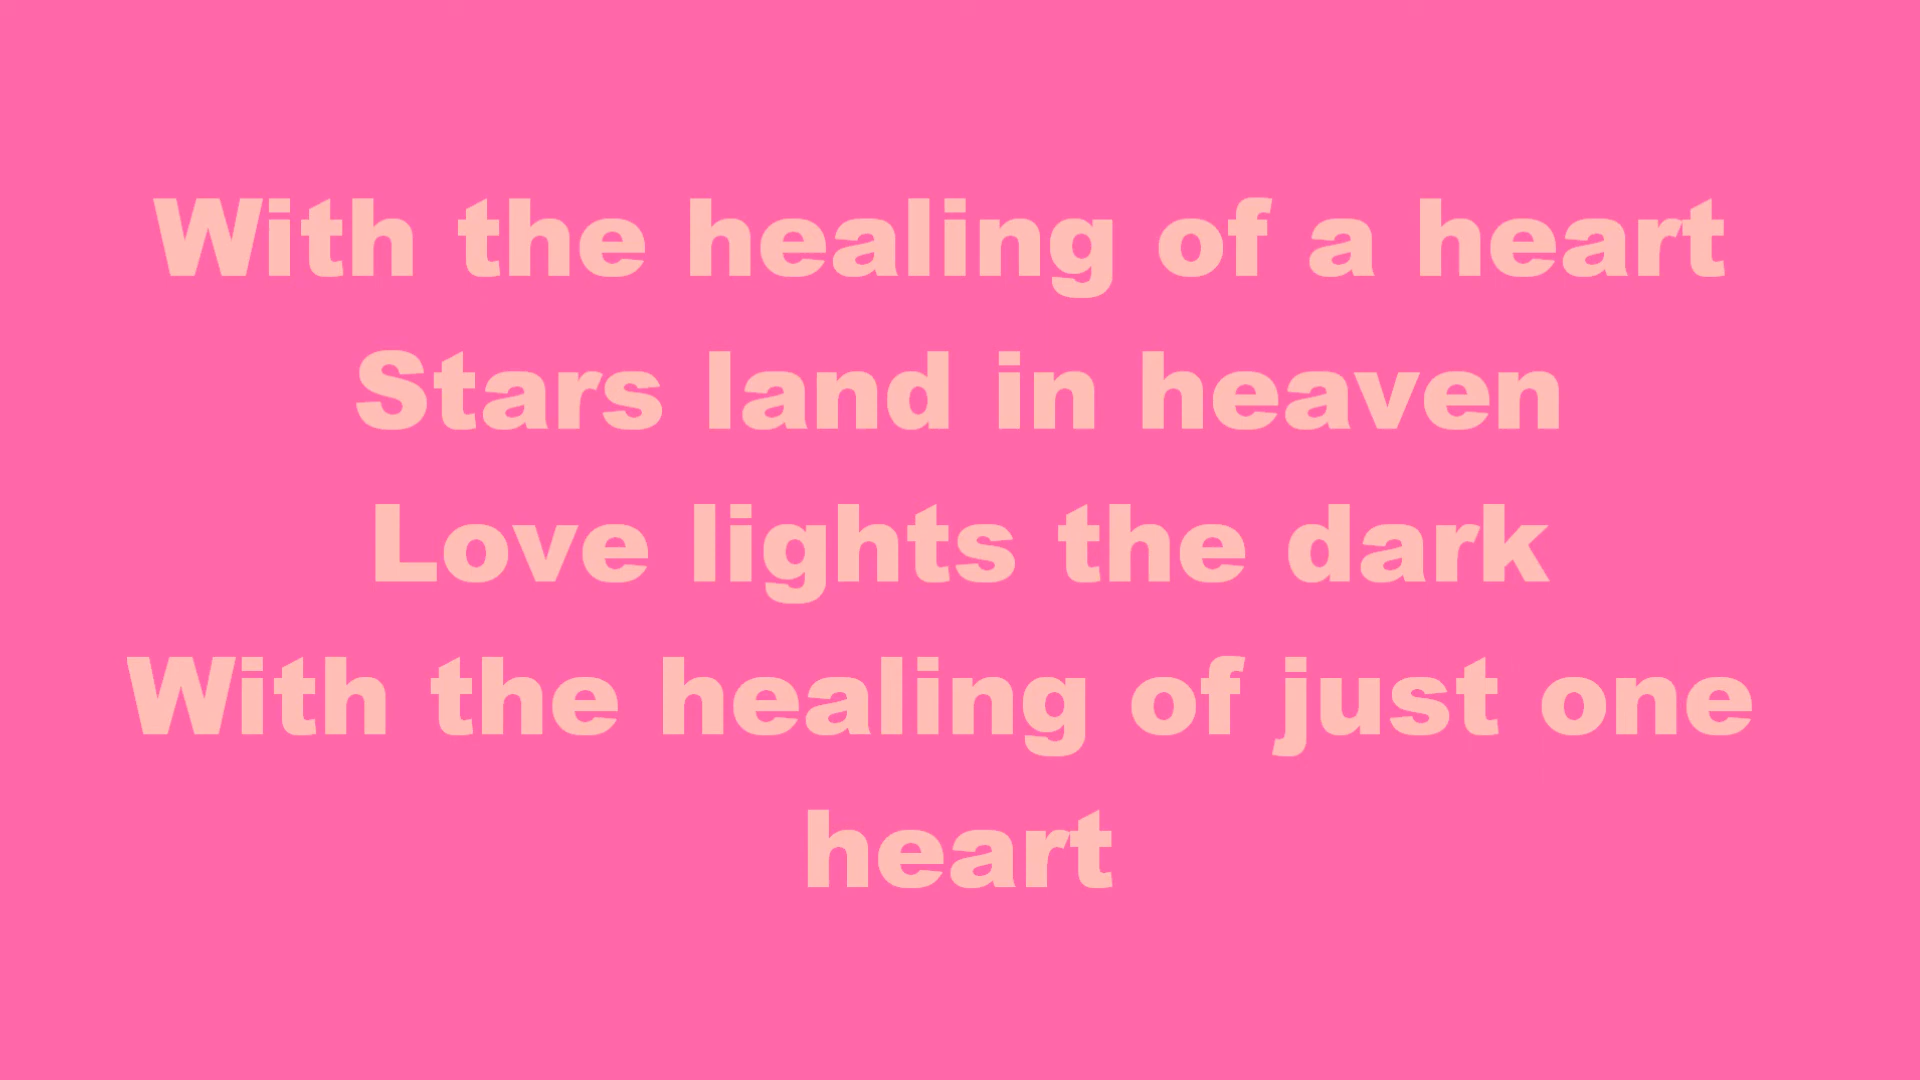 With the healing of a heart
Stars land in heaven
Love lights the dark
With the healing of just one
heart